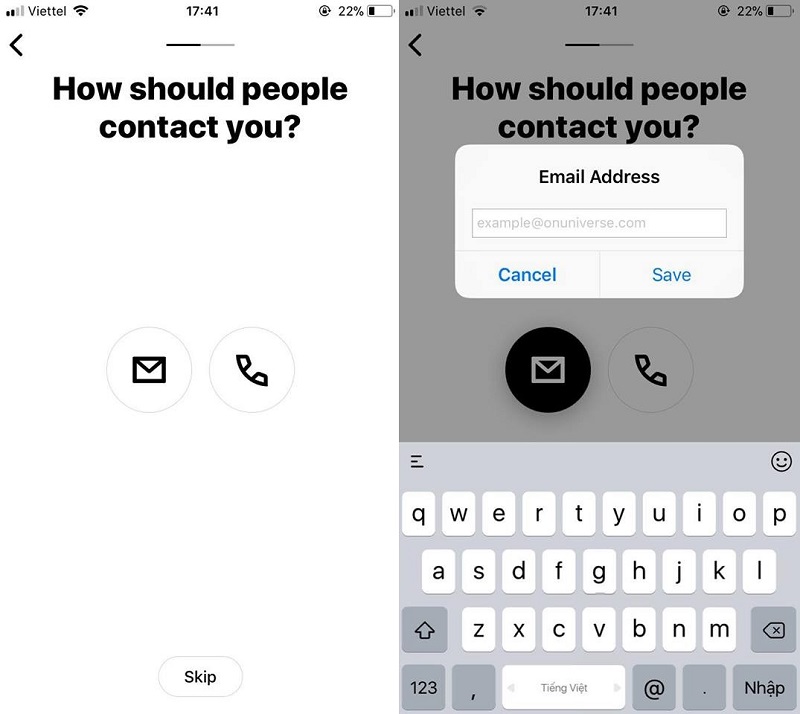 Viettel 17:41 22%
How should people
contact you?
Skip
Viettel 17:41 22%
How should people
contact you?
Email Address
example@onuniverse.com
Cancel Save
q w e r t y u i o p
a s d f g h j k l
z x c v b n m
123 , Tiếng Việt @ . Nhập